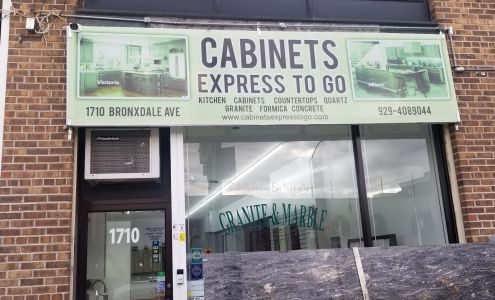 CABINETS
EXPRESS TO GO
KITCHEN CABINETS COUNTERTOPS QUARTZ
GRANITE FORMICA CONCRETE
www.cabinetsexpresstogo.com
Victoria
1710 BRONXDALE AVE
929-4089044
Friedrich
GRANITE & MARBLE
1710